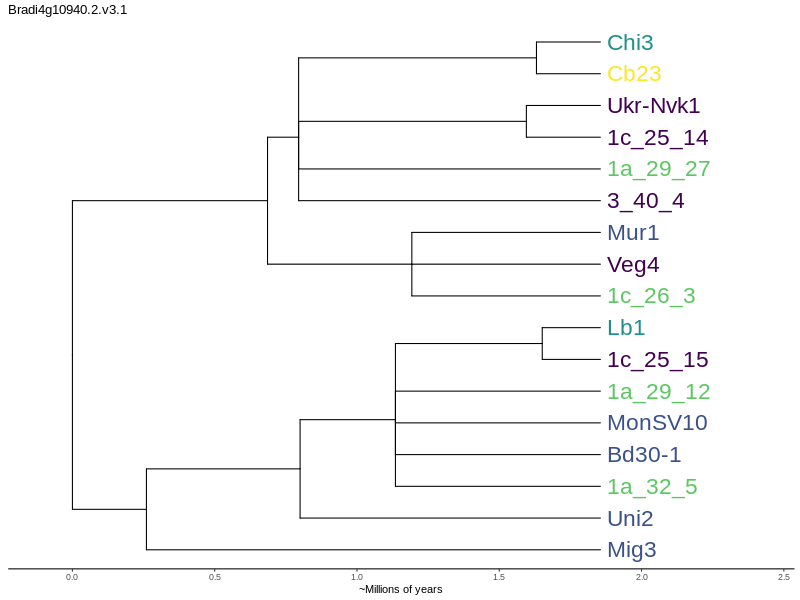 Bradi4g10940.2.v3.1
Chi3
Cb23
Ukr-Nvk1
1c_25_14
1a_29_27
3_40_4
Mur1
Veg4
1c_26_3
Lb1
1c_25_15
1a_29_12
MonSV10
Bd30-1
1a_32_5
Uni2
Mig3
0.0 0.5 1.0 1.5 2.0 2.5
~Millions of years